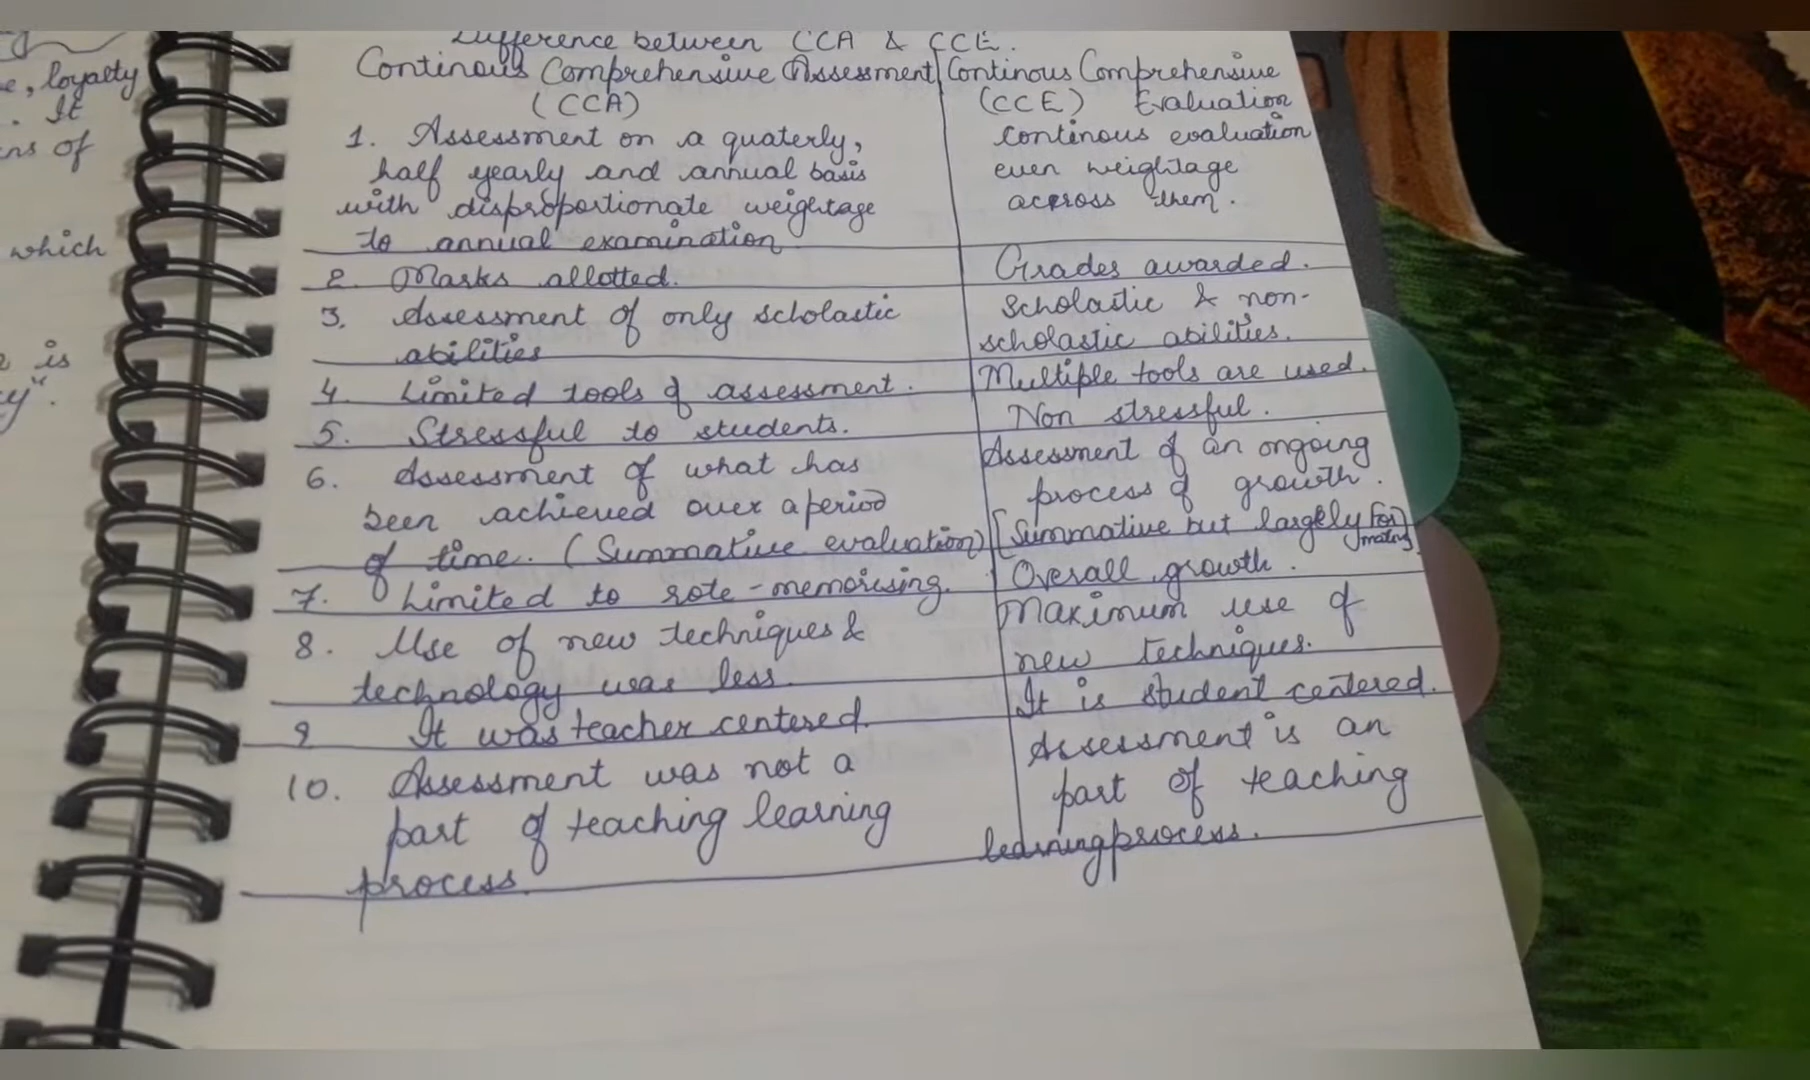 e, loyalty
. It
ns of
which
is
cy".
Difference between CCA & CCE.
Continous Comprehensive Assessment
(CCA)
Continous Comprehensive
(CCE) Evaluation
1. Assessment on a quaterly,
half yearly and annual basis
with disproportionate weightage
to annual examination
continous evaluation
even weightage
across them.
2. Marks allotted.
Grades awarded.
3. Assessment of only scholastic
abilities
Scholastic & non-
scholastic abilities.
4. Limited tools of assessment.
Multiple tools are used.
5. Stressful to students.
Non stressful.
6. Assessment of what has
been achieved over a period
of time. (Summative evaluation)
Assessment of an ongoing
process of growth.
[Summative but largely For
mative]
7. Limited to rote-memorising.
Overall growth.
8. Use of new techniques &
technology was less.
Maximum use of
new techniques.
9 It was teacher centered.
It is student centered.
10. Assessment was not a
part of teaching learning
process.
Assessment is an
part of teaching
learning process.